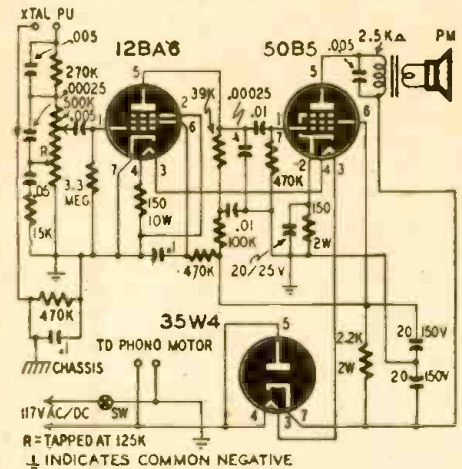 XTAL PU
.005
12BA6
50B5
2.5KΩ
PM
270K
.00025
500K
.005
R
.05
15K
3.3
MEG
5
2
1
6
7
4
3
150
10W
.1
39K
.00025
.01
.01
100K
470K
470K
5
6
1
7
2
3
4
.005
150
2W
20/25V
470K
.1
CHASSIS
35W4
5
4
3
7
TO PHONO MOTOR
2.2K
2W
20 150V
20 150V
117V AC/DC
SW
R=TAPPED AT 125K
INDICATES COMMON NEGATIVE